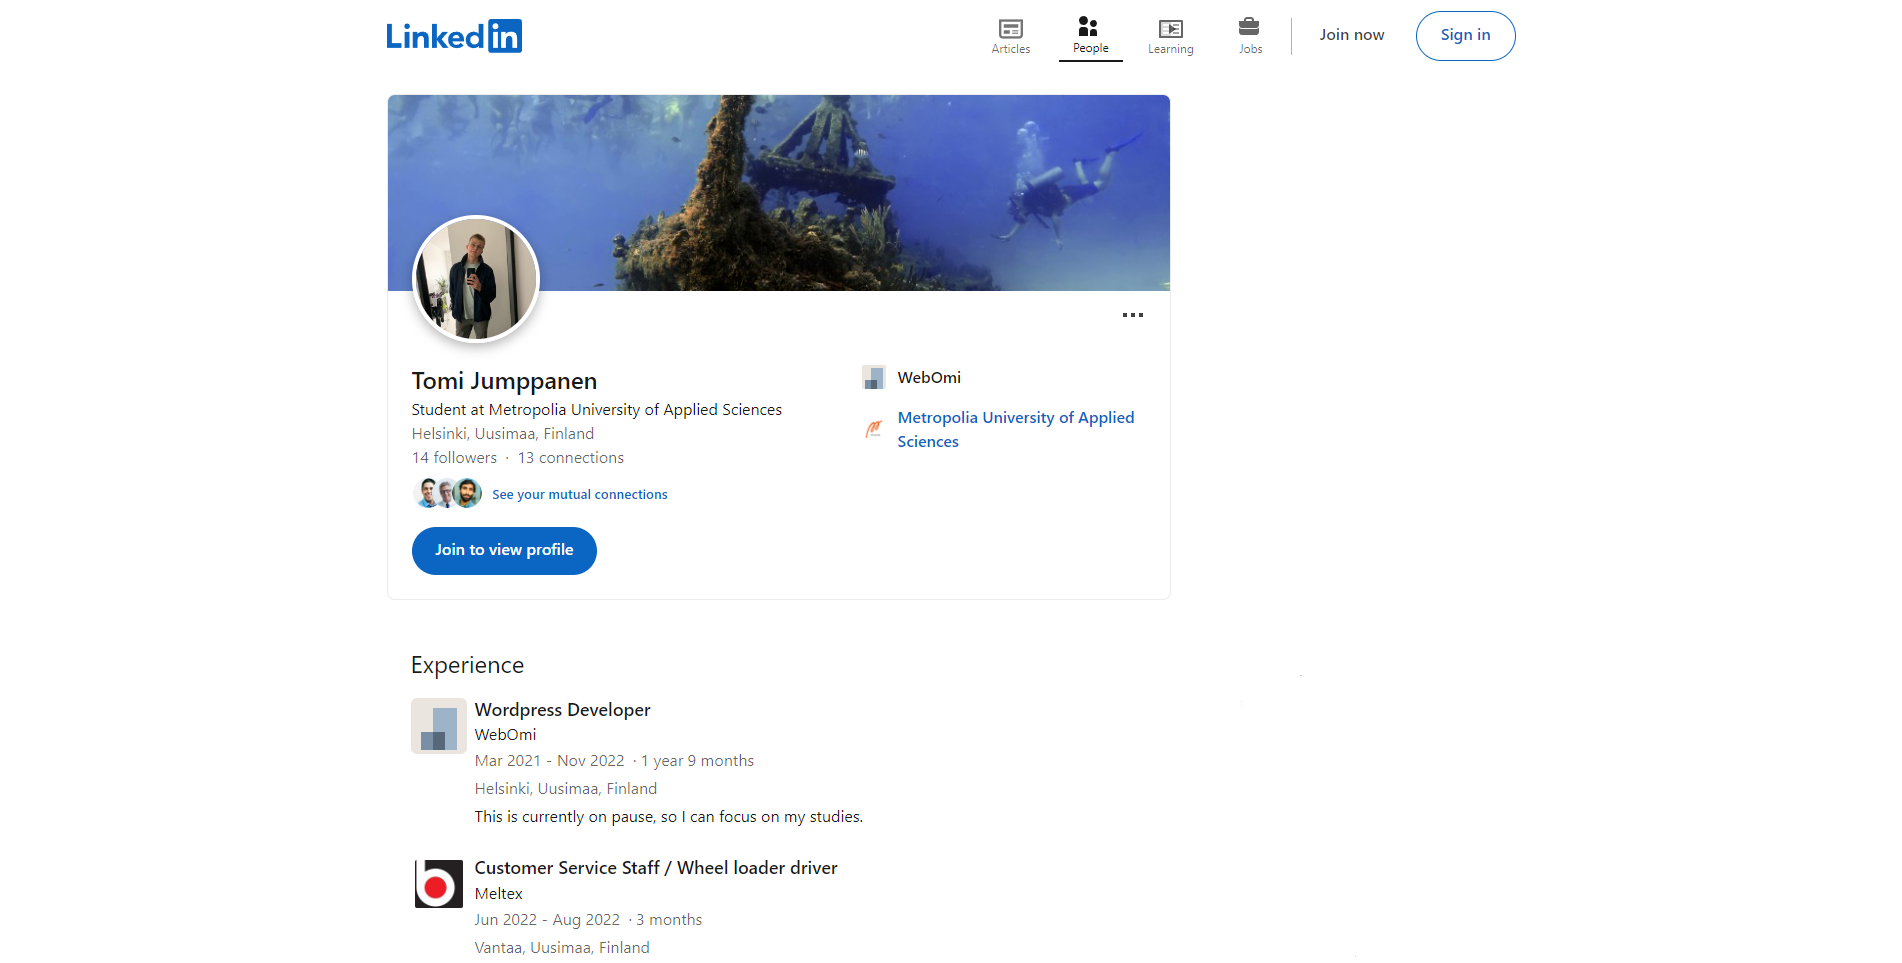 Linked in
Articles
People
Learning
Jobs
Join now
Sign in
Tomi Jumppanen
Student at Metropolia University of Applied Sciences
Helsinki, Uusimaa, Finland
14 followers · 13 connections
See your mutual connections
Join to view profile
WebOmi
Metropolia University of Applied
Sciences
Experience
Wordpress Developer
WebOmi
Mar 2021 - Nov 2022 · 1 year 9 months
Helsinki, Uusimaa, Finland
This is currently on pause, so I can focus on my studies.
Customer Service Staff / Wheel loader driver
Meltex
Jun 2022 - Aug 2022 · 3 months
Vantaa, Uusimaa, Finland